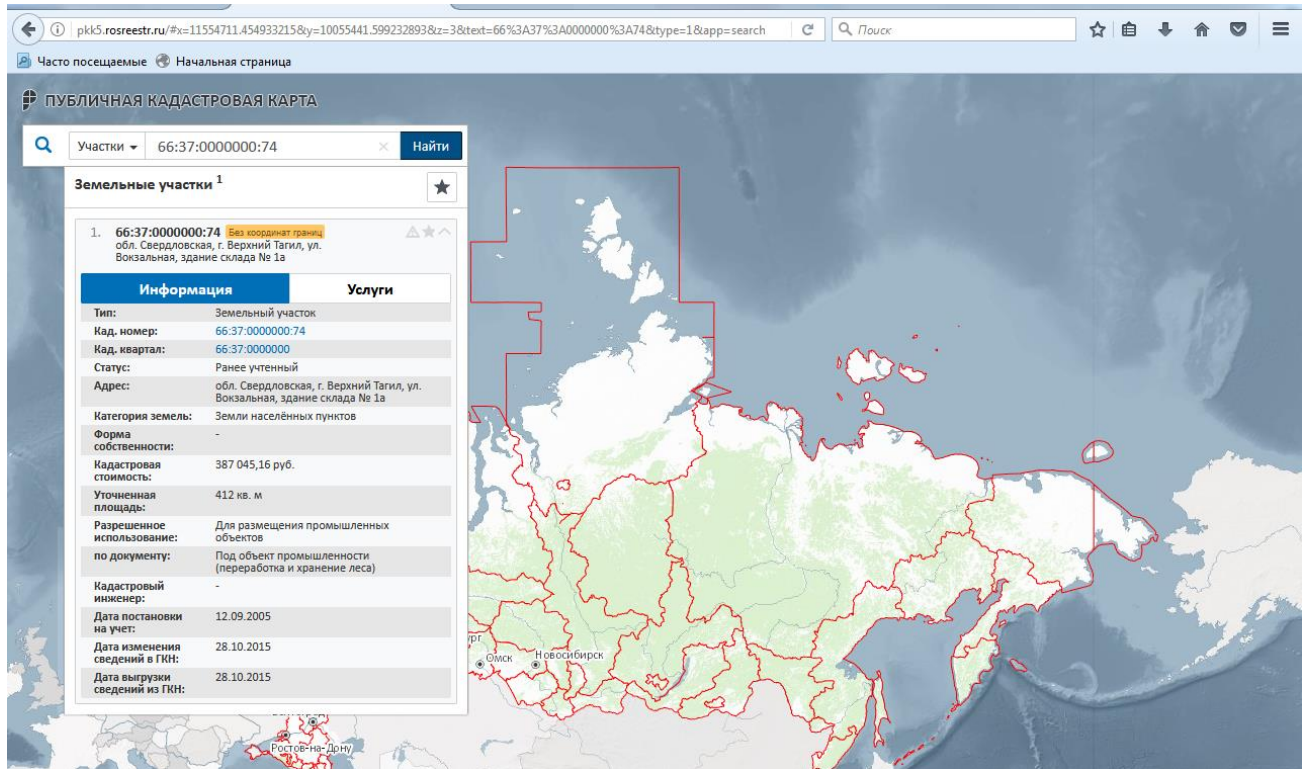 pkk5.rosreestr.ru/#x=11554711.454933215&y=10055441.599232893&z=3&text=66%3A37%3A0000000%3A74&type=1&app=search
Поиск
Часто посещаемые
Начальная страница
ПУБЛИЧНАЯ КАДАСТРОВАЯ КАРТА
Участки
66:37:0000000:74
Найти
Земельные участки 1
1. 66:37:0000000:74 Без координат границ
обл. Свердловская, г. Верхний Тагил, ул.
Вокзальная, здание склада № 1а
Информация
Услуги
Тип: Земельный участок
Кад. номер: 66:37:0000000:74
Кад. квартал: 66:37:0000000
Статус: Ранее учтенный
Адрес: обл. Свердловская, г. Верхний Тагил, ул.
Вокзальная, здание склада № 1а
Категория земель: Земли населённых пунктов
Форма -
собственности:
Кадастровая 387 045,16 руб.
стоимость:
Уточненная 412 кв. м
площадь:
Разрешенное Для размещения промышленных
использование: объектов
по документу: Под объект промышленности
(переработка и хранение леса)
Кадастровый -
инженер:
Дата постановки 12.09.2005
на учет:
Дата изменения 28.10.2015
сведений в ГКН:
Дата выгрузки 28.10.2015
сведений из ГКН:
Омск
Новосибирск
Ростов-на-Дону